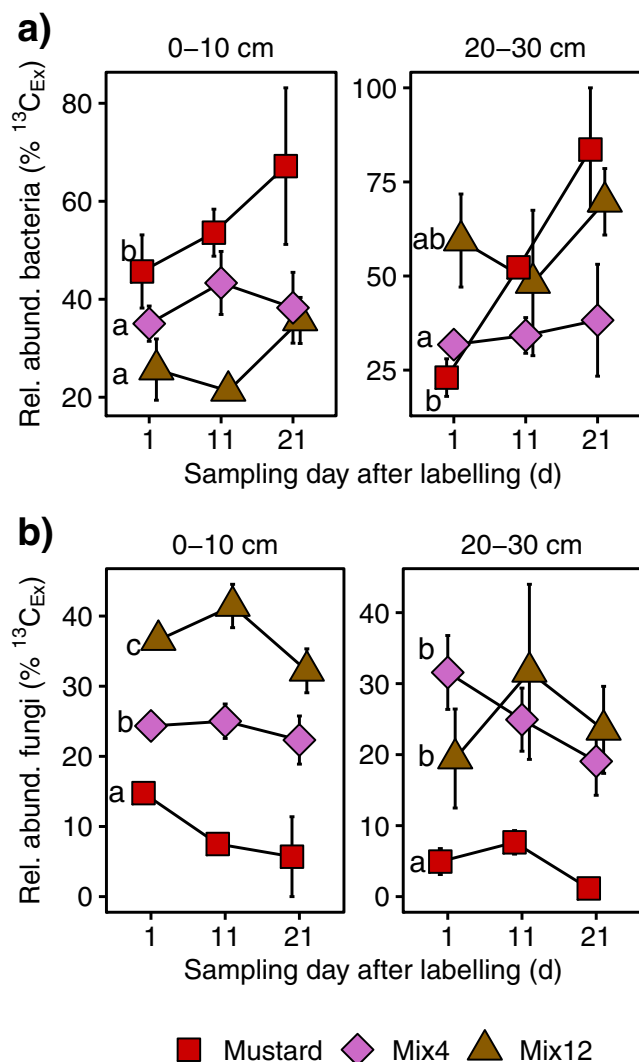 a)
0–10 cm
20–30 cm
Rel. abund. bacteria (% ¹³C_Ex)
80
60
40
20
b
a
a
1 11 21
100
75
50
25
ab
a
b
1 11 21
Sampling day after labelling (d)
b)
0–10 cm
20–30 cm
Rel. abund. fungi (% ¹³C_Ex)
40
30
20
10
0
c
b
a
1 11 21
40
30
20
10
0
b
b
a
1 11 21
Sampling day after labelling (d)
Mustard Mix4 Mix12